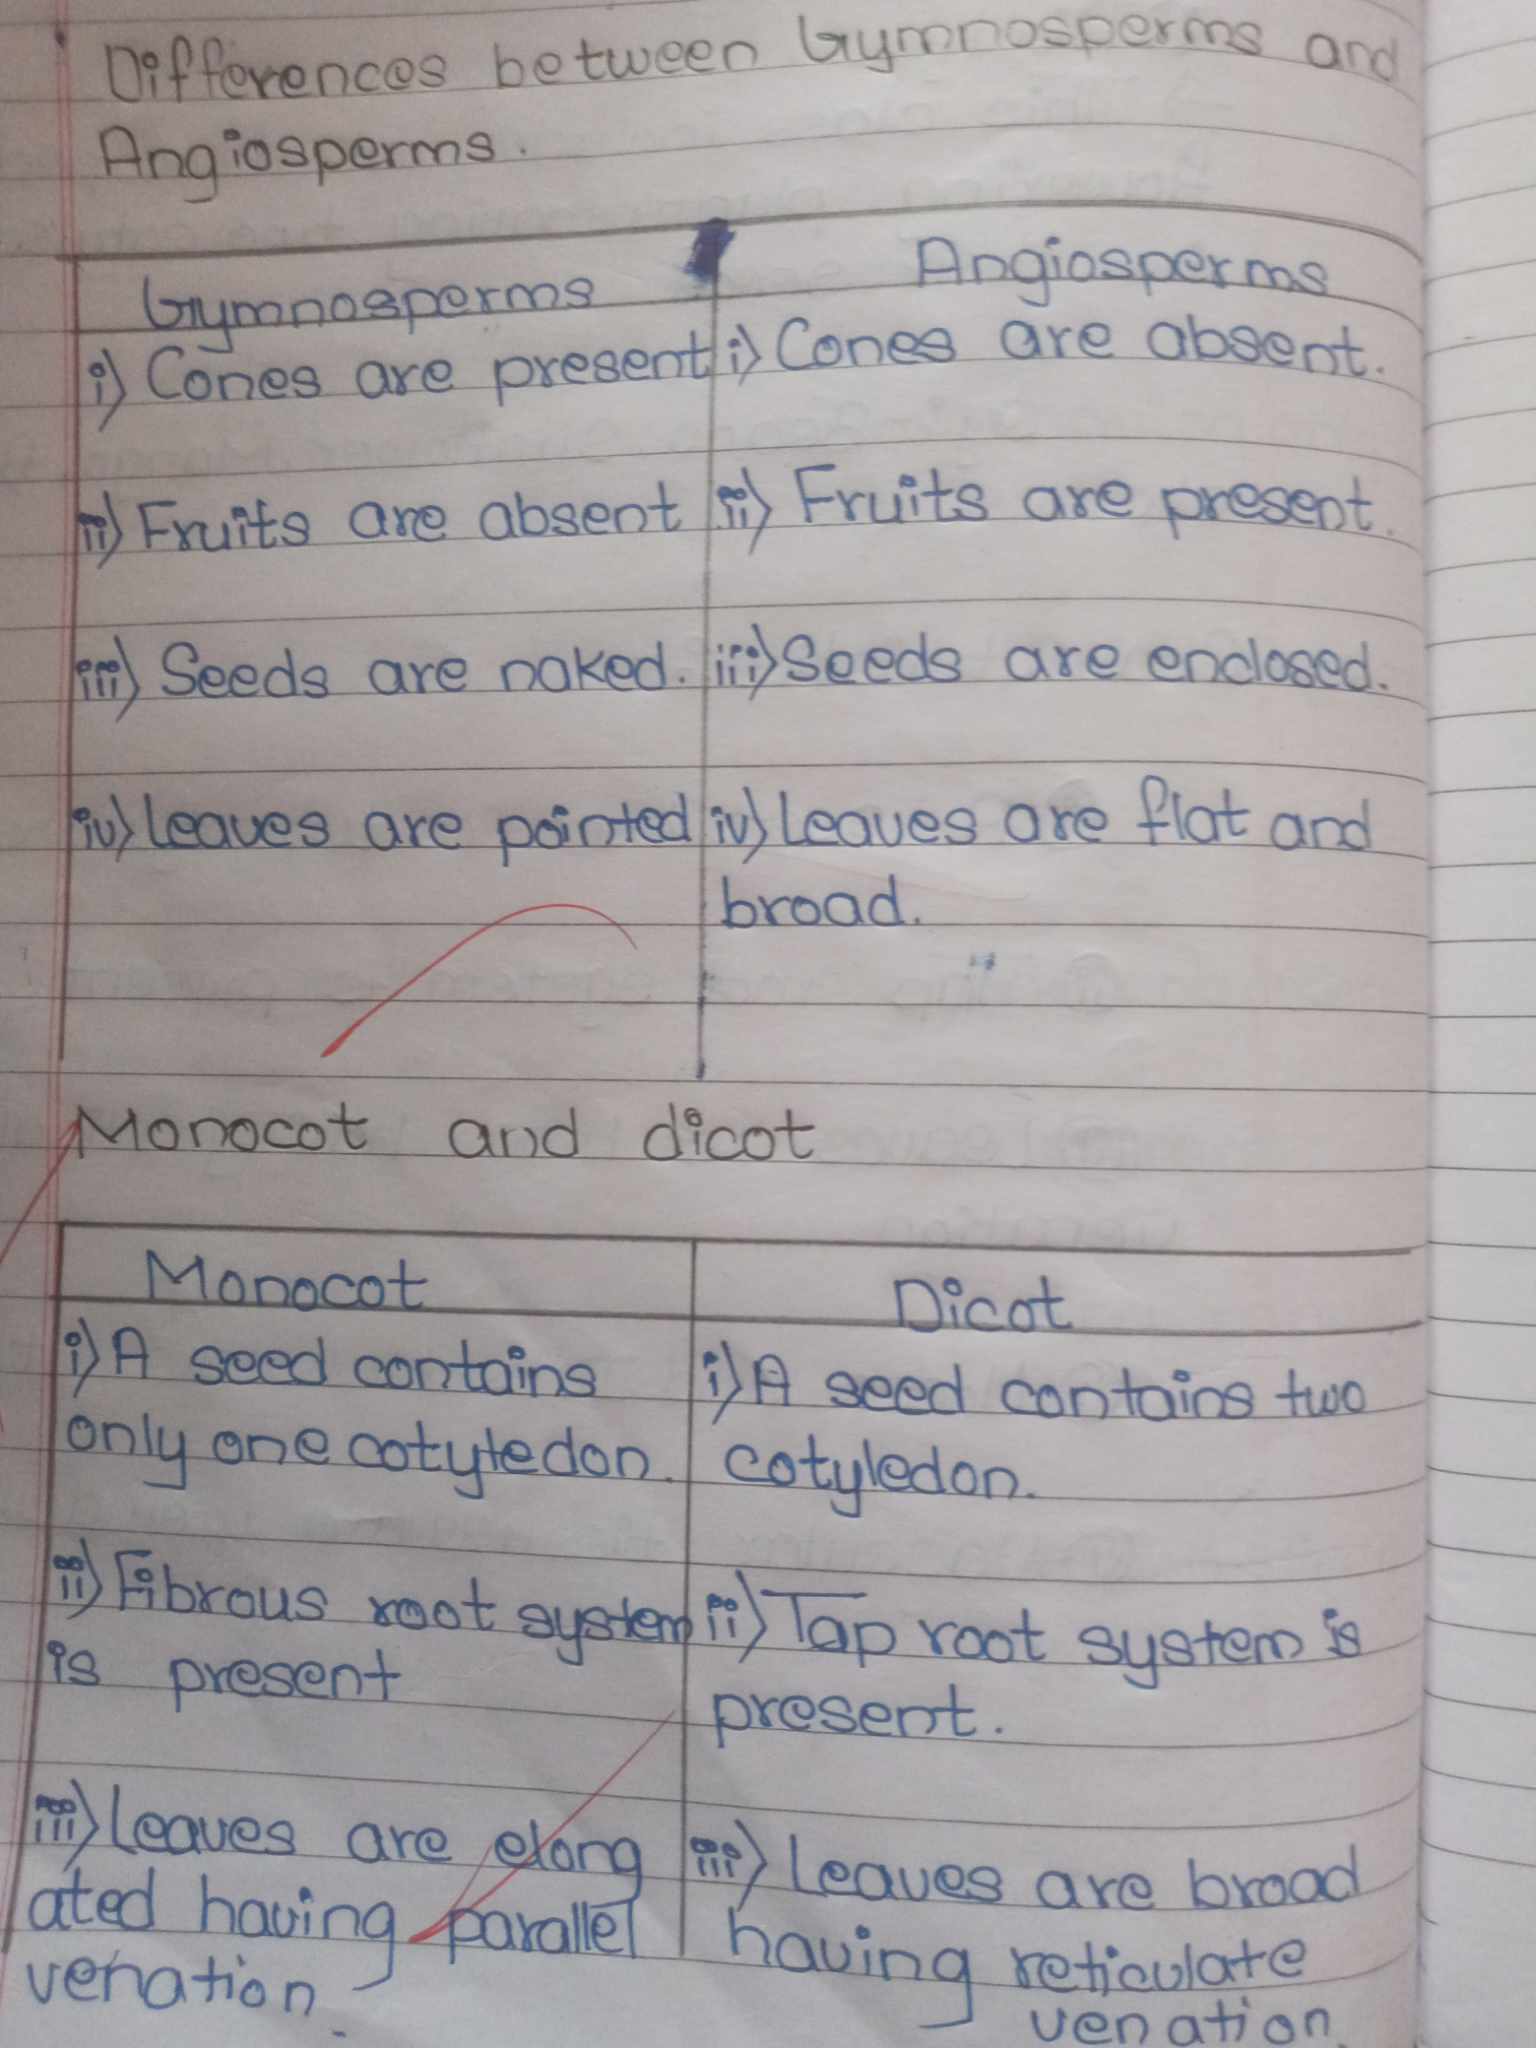 Differences between Gymnosperms and
Angiosperms.
Gymnosperms
Angiosperms
i) Cones are present
i) Cones are absent.
ii) Fruits are absent
ii) Fruits are present.
iii) Seeds are naked.
iii) Seeds are enclosed.
iv) Leaves are pointed
iv) Leaves are flat and
broad.
Monocot and dicot
Monocot
Dicot
i) A seed contains
only one cotyledon.
i) A seed contains two
cotyledon.
ii) Fibrous root system
is present
ii) Tap root system is
present.
iii) Leaves are elong
ated having parallel
venation.
iii) Leaves are broad
having reticulate
venation.